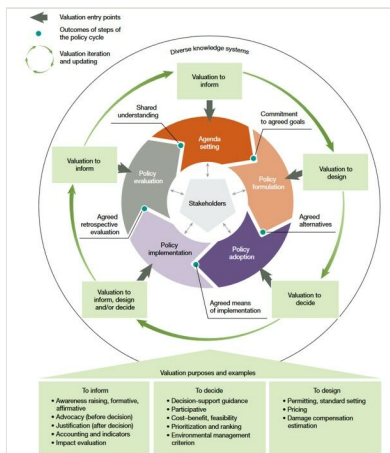 Valuation entry points
Outcomes of steps of
the policy cycle
Valuation iteration
and updating
Diverse knowledge systems
Valuation to
inform
Shared
understanding
Agenda
setting
Commitment
to agreed goals
Valuation to
inform
Policy
evaluation
Policy
formulation
Valuation to
design
Stakeholders
Agreed
retrospective
evaluation
Policy
implementation
Policy
adoption
Agreed
alternatives
Valuation to
inform, design
and/or decide
Agreed means
of implementation
Valuation to
decide
Valuation purposes and examples
To inform
• Awareness raising, formative,
affirmative
• Advocacy (before decision)
• Justification (after decision)
• Accounting and indicators
• Impact evaluation
To decide
• Decision-support guidance
• Participative
• Cost–benefit, feasibility
• Prioritization and ranking
• Environmental management
criterion
To design
• Permitting, standard setting
• Pricing
• Damage compensation
estimation